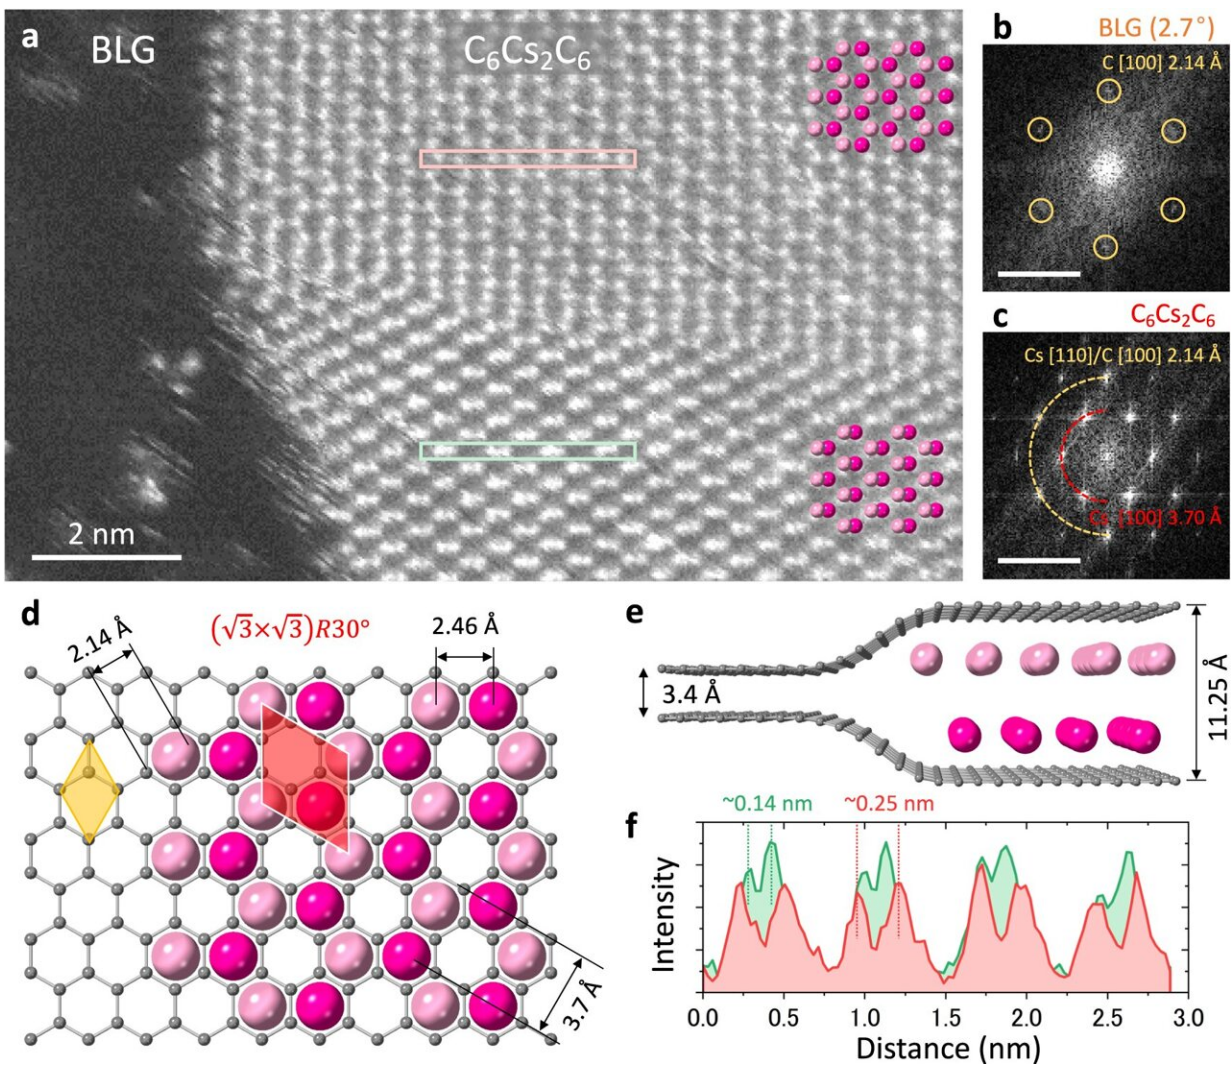 a
BLG
C₆Cs₂C₆
2 nm
b
BLG (2.7°)
C [100] 2.14 Å
c
C₆Cs₂C₆
Cs [110]/C [100] 2.14 Å
Cs [100] 3.70 Å
d
(√3×√3)R30°
2.14 Å
2.46 Å
3.7 Å
e
3.4 Å
11.25 Å
f
~0.14 nm
~0.25 nm
Intensity
0.0 0.5 1.0 1.5 2.0 2.5 3.0
Distance (nm)